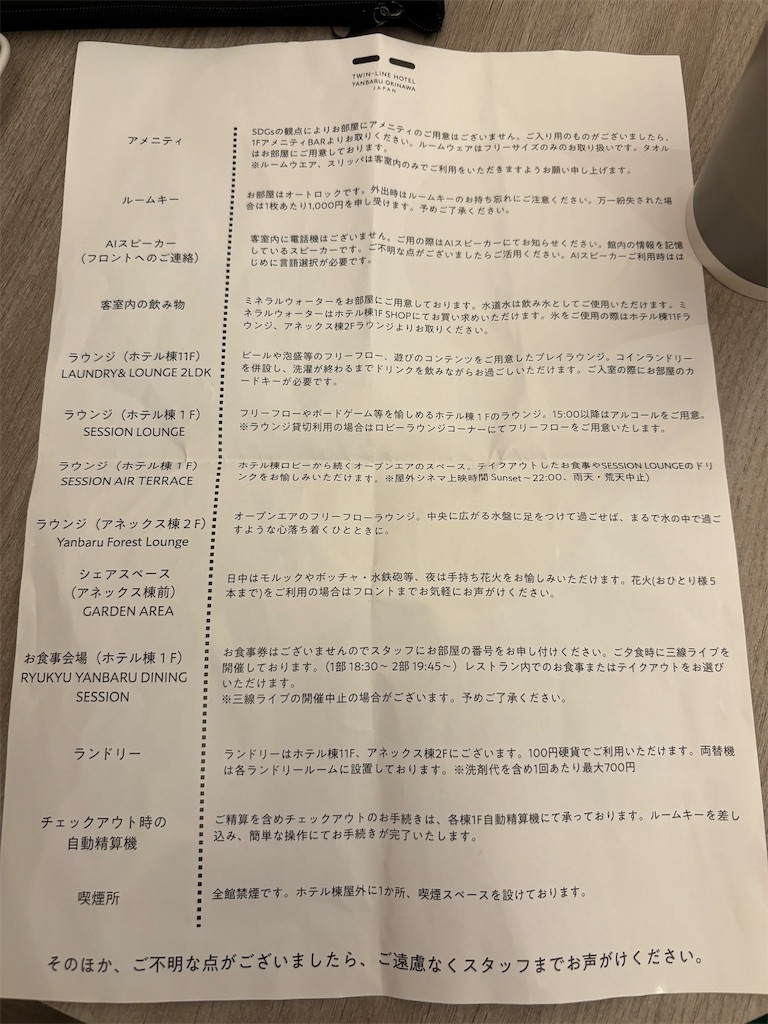 TWIN-LINE HOTEL
YANBARU OKINAWA
JAPAN
アメニティ
SDGsの観点によりお部屋にアメニティのご用意はございません。ご入り用のものがございましたら、
1FアメニティBARよりお取りください。ルームウェアはフリーサイズのみのお取り扱いです。タオル
はお部屋にご用意しております。
※ルームウエア、スリッパは客室内のみでご利用をいただきますようお願い申し上げます。
ルームキー
お部屋はオートロックです。外出時はルームキーのお持ち忘れにご注意ください。万一紛失された場
合は1枚あたり1,000円を申し受けます。予めご了承ください。
AIスピーカー
(フロントへのご連絡)
客室内に電話機はございません。ご用の際はAIスピーカーにてお知らせください。館内の情報を記憶
しているスピーカーです。ご不明な点がございましたらご活用ください。AIスピーカーご利用時はは
じめに言語選択が必要です。
客室内の飲み物
ミネラルウォーターをお部屋にご用意しております。水道水は飲み水としてご使用いただけます。ミ
ネラルウォーターはホテル棟1F SHOPにてお買い求めいただけます。氷をご使用の際はホテル棟11Fラ
ウンジ、アネックス棟2Fラウンジよりお取りください。
ラウンジ（ホテル棟11F）
LAUNDRY& LOUNGE 2LDK
ビールや泡盛等のフリーフロー、遊びのコンテンツをご用意したプレイラウンジ。コインランドリー
を併設し、洗濯が終わるまでドリンクを飲みながらお過ごしいただけます。ご入室の際にお部屋のカ
ードキーが必要です。
ラウンジ（ホテル棟１F）
SESSION LOUNGE
フリーフローやボードゲーム等を愉しめるホテル棟１Fのラウンジ。15:00以降はアルコールをご用意。
※ラウンジ貸切利用の場合はロビーラウンジコーナーにてフリーフローをご用意いたします。
ラウンジ（ホテル棟１F）
SESSION AIR TERRACE
ホテル棟ロビーから続くオープンエアのスペース。テイクアウトしたお食事やSESSION LOUNGEのドリ
ンクをお愉しみいただけます。※屋外シネマ上映時間 Sunset～22:00、雨天・荒天中止)
ラウンジ（アネックス棟２F）
Yanbaru Forest Lounge
オープンエアのフリーフローラウンジ。中央に広がる水盤に足をつけて過ごせば、まるで水の中で過ご
すような心落ち着くひとときに。
シェアスペース
（アネックス棟前）
GARDEN AREA
日中はモルックやボッチャ・水鉄砲等、夜は手持ち花火をお愉しみいただけます。花火(おひとり様５
本まで)をご利用の場合はフロントまでお気軽にお声がけください。
お食事会場（ホテル棟１F）
RYUKYU YANBARU DINING
SESSION
お食事券はございませんのでスタッフにお部屋の番号をお申し付けください。ご夕食時に三線ライブを
開催しております。（1部 18:30～ 2部 19:45～）レストラン内でのお食事またはテイクアウトをお選び
いただけます。
※三線ライブの開催中止の場合がございます。予めご了承ください。
ランドリー
ランドリーはホテル棟11F、アネックス棟2Fにございます。100円硬貨でご利用いただけます。両替機
は各ランドリールームに設置しております。※洗剤代を含め1回あたり最大700円
チェックアウト時の
自動精算機
ご精算を含めチェックアウトのお手続きは、各棟1F自動精算機にて承っております。ルームキーを差し
込み、簡単な操作にてお手続きが完了いたします。
喫煙所
全館禁煙です。ホテル棟屋外に1か所、喫煙スペースを設けております。
そのほか、ご不明な点がございましたら、ご遠慮なくスタッフまでお声がけください。